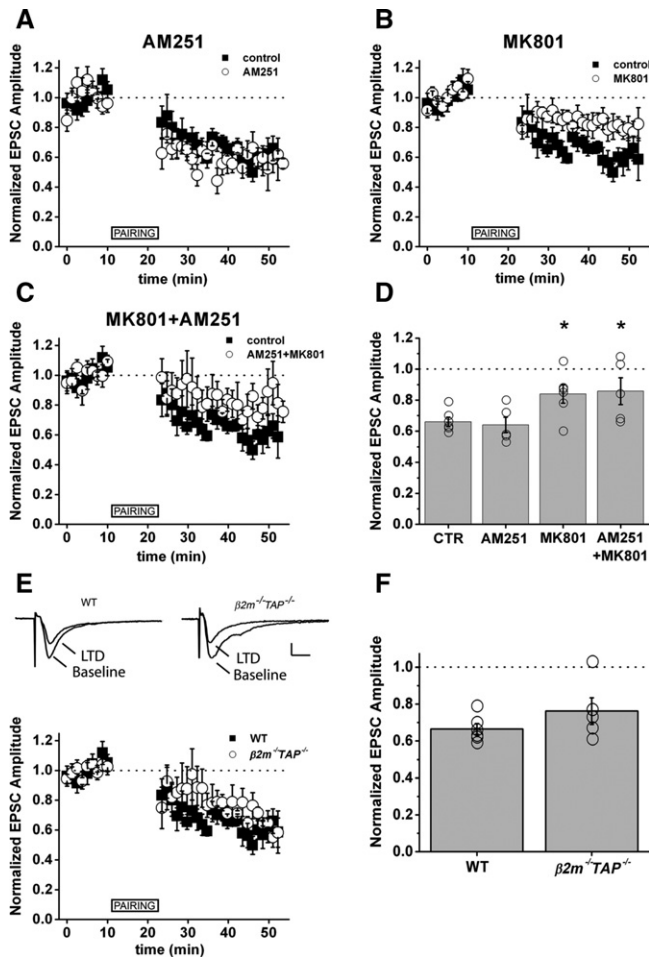 A
AM251
control
AM251
Normalized EPSC Amplitude
1.2
1.0
0.8
0.6
0.4
0.2
0.0
PAIRING
0 10 20 30 40 50
time (min)
B
MK801
control
MK801
Normalized EPSC Amplitude
1.2
1.0
0.8
0.6
0.4
0.2
0.0
PAIRING
0 10 20 30 40 50
time (min)
C
MK801+AM251
control
AM251+MK801
Normalized EPSC Amplitude
1.2
1.0
0.8
0.6
0.4
0.2
0.0
PAIRING
0 10 20 30 40 50
time (min)
D
* *
Normalized EPSC Amplitude
1.2
1.0
0.8
0.6
0.4
0.2
0.0
CTR AM251 MK801 AM251
+MK801
E
WT
LTD
Baseline
β2m-/-TAP-/-
LTD
Baseline
WT
β2m-/-TAP-/-
Normalized EPSC Amplitude
1.2
1.0
0.8
0.6
0.4
0.2
0.0
PAIRING
0 10 20 30 40 50
time (min)
F
Normalized EPSC Amplitude
1.0
0.8
0.6
0.4
0.2
0.0
WT β2m-/-TAP-/-